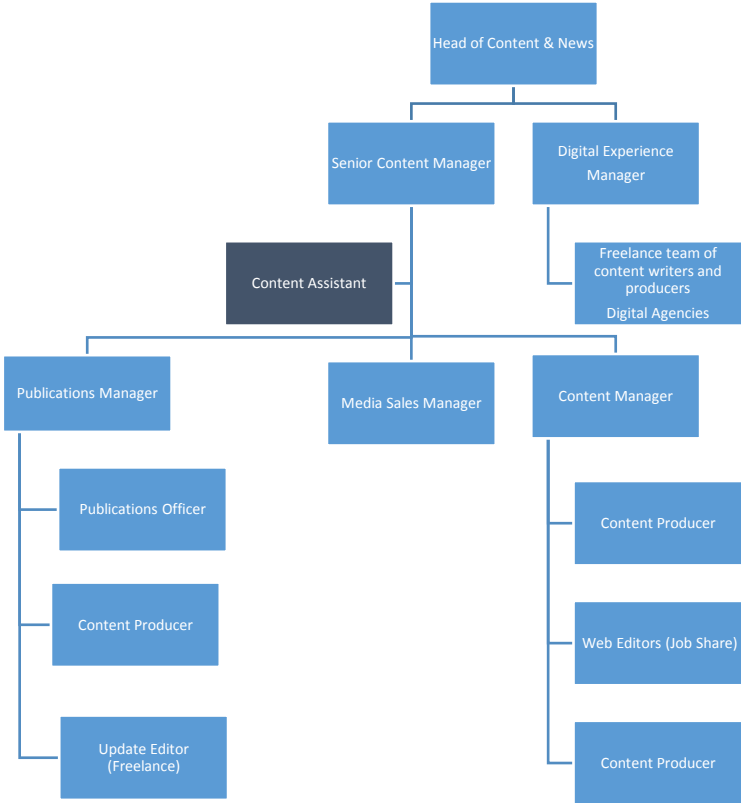 Head of Content & News
Senior Content Manager
Digital Experience
Manager
Content Assistant
Freelance team of
content writers and
producers
Digital Agencies
Publications Manager
Media Sales Manager
Content Manager
Publications Officer
Content Producer
Content Producer
Web Editors (Job Share)
Update Editor
(Freelance)
Content Producer